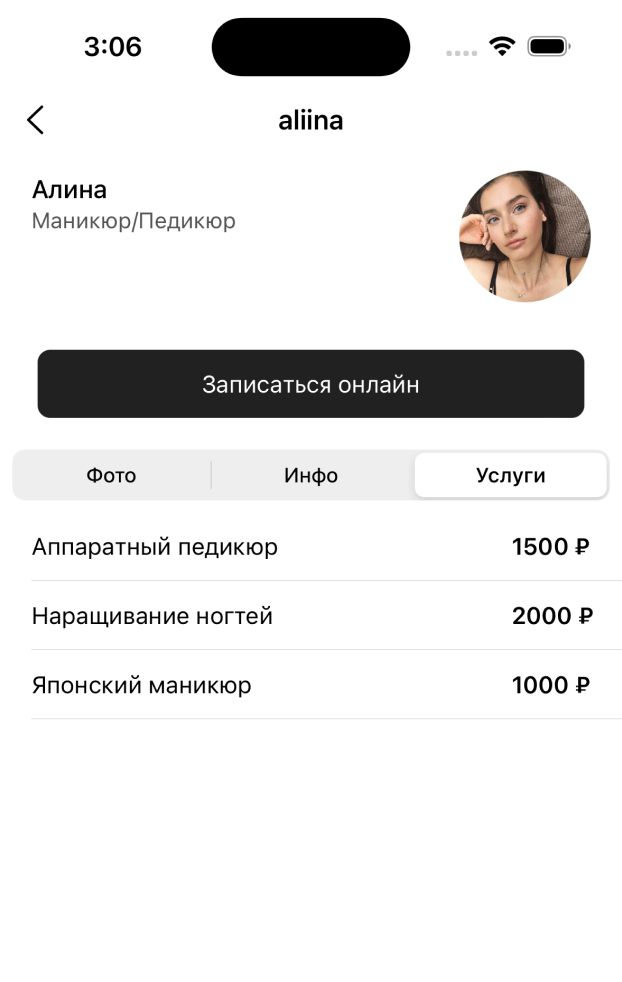 3:06
aliina
Алина
Маникюр/Педикюр
Записаться онлайн
Фото Инфо Услуги
Аппаратный педикюр 1500 ₽
Наращивание ногтей 2000 ₽
Японский маникюр 1000 ₽